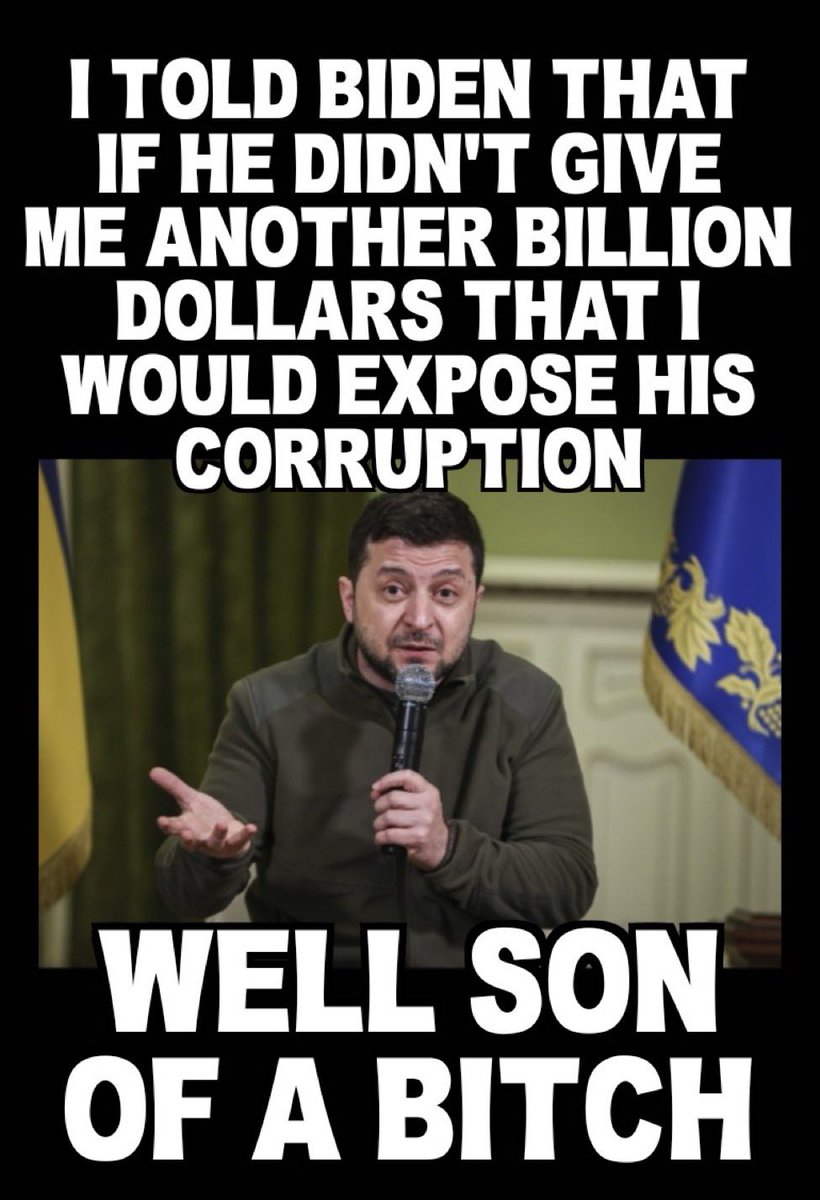 I TOLD BIDEN THAT
IF HE DIDN'T GIVE
ME ANOTHER BILLION
DOLLARS THAT I
WOULD EXPOSE HIS
CORRUPTION
WELL SON
OF A BITCH